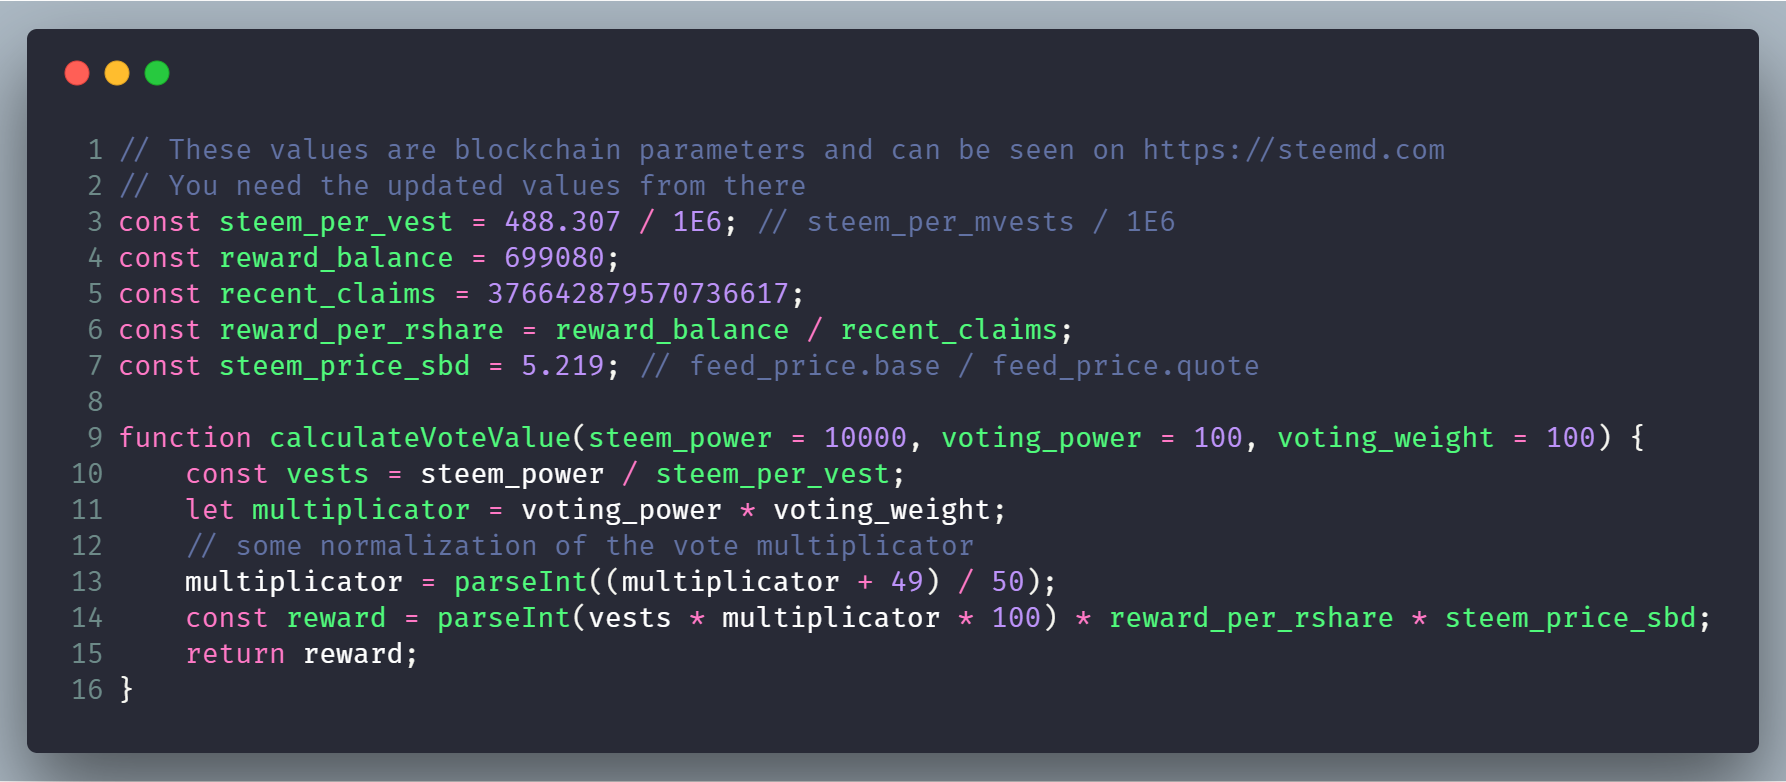 1 // These values are blockchain parameters and can be seen on https://steemd.com
2 // You need the updated values from there
3 const steem_per_vest = 488.307 / 1E6; // steem_per_mvests / 1E6
4 const reward_balance = 699080;
5 const recent_claims = 376642879570736617;
6 const reward_per_rshare = reward_balance / recent_claims;
7 const steem_price_sbd = 5.219; // feed_price.base / feed_price.quote
8
9 function calculateVoteValue(steem_power = 10000, voting_power = 100, voting_weight = 100) {
10     const vests = steem_power / steem_per_vest;
11     let multiplicator = voting_power * voting_weight;
12     // some normalization of the vote multiplicator
13     multiplicator = parseInt((multiplicator + 49) / 50);
14     const reward = parseInt(vests * multiplicator * 100) * reward_per_rshare * steem_price_sbd;
15     return reward;
16 }